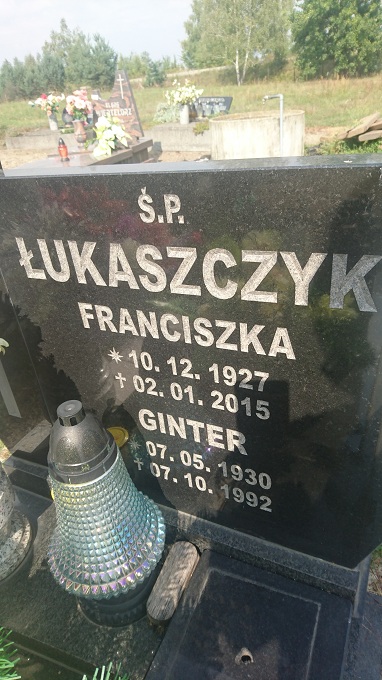 Ś.P.
ŁUKASZCZYK
FRANCISZKA
* 10. 12. 1927
† 02. 01. 2015
GINTER
* 07. 05. 1930
† 07. 10. 1992